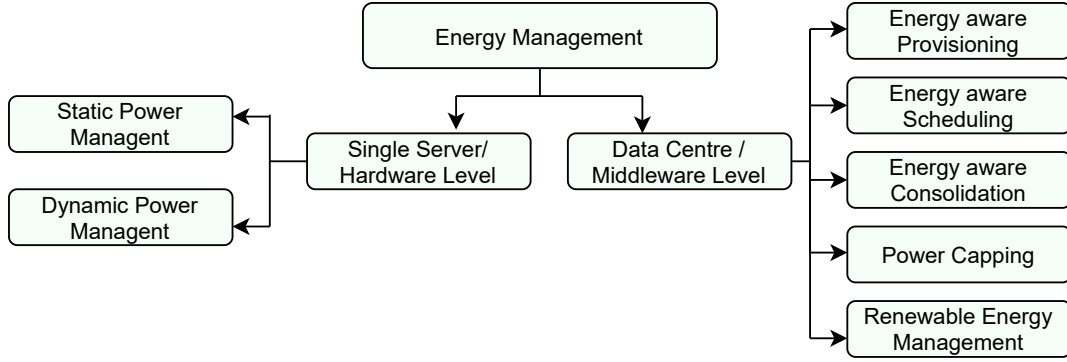 Energy Management
Static Power
Managent
Dynamic Power
Managent
Single Server/
Hardware Level
Data Centre /
Middleware Level
Energy aware
Provisioning
Energy aware
Scheduling
Energy aware
Consolidation
Power Capping
Renewable Energy
Management